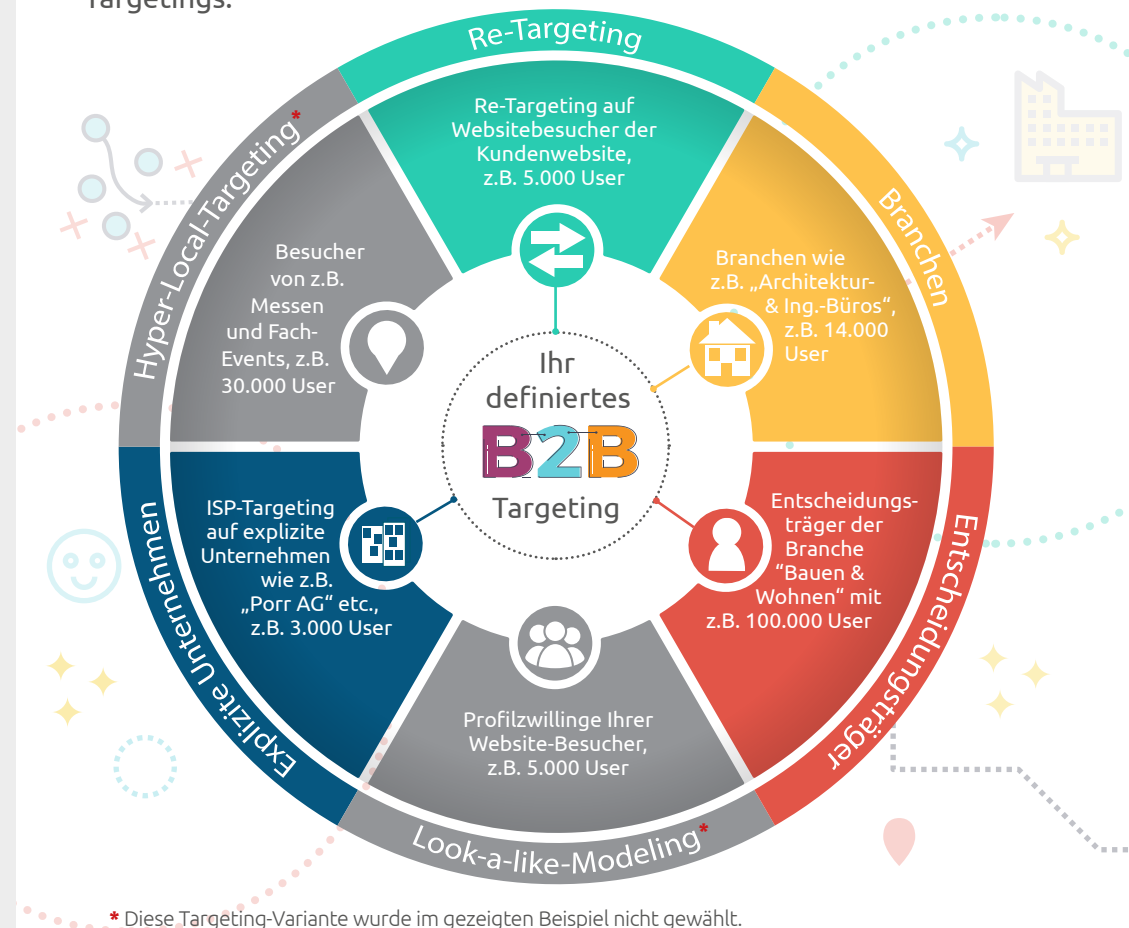 Targetings.
Re-Targeting
Re-Targeting auf
Websitebesucher der
Kundenwebsite,
z.B. 5.000 User
Branchen
Branchen wie
z.B. „Architektur-
& Ing.-Büros“,
z.B. 14.000
User
Entscheidungsträger
Entscheidungs-
träger der
Branche
“Bauen &
Wohnen” mit
z.B. 100.000 User
Look-a-like-Modeling*
Profilzwillinge Ihrer
Website-Besucher,
z.B. 5.000 User
Explizite Unternehmen
ISP-Targeting
auf explizite
Unternehmen
wie z.B.
„Porr AG“ etc.,
z.B. 3.000 User
Hyper-Local-Targeting*
Besucher
von z.B.
Messen
und Fach-
Events, z.B.
30.000 User
Ihr
definiertes
B2B
Targeting
* Diese Targeting-Variante wurde im gezeigten Beispiel nicht gewählt.